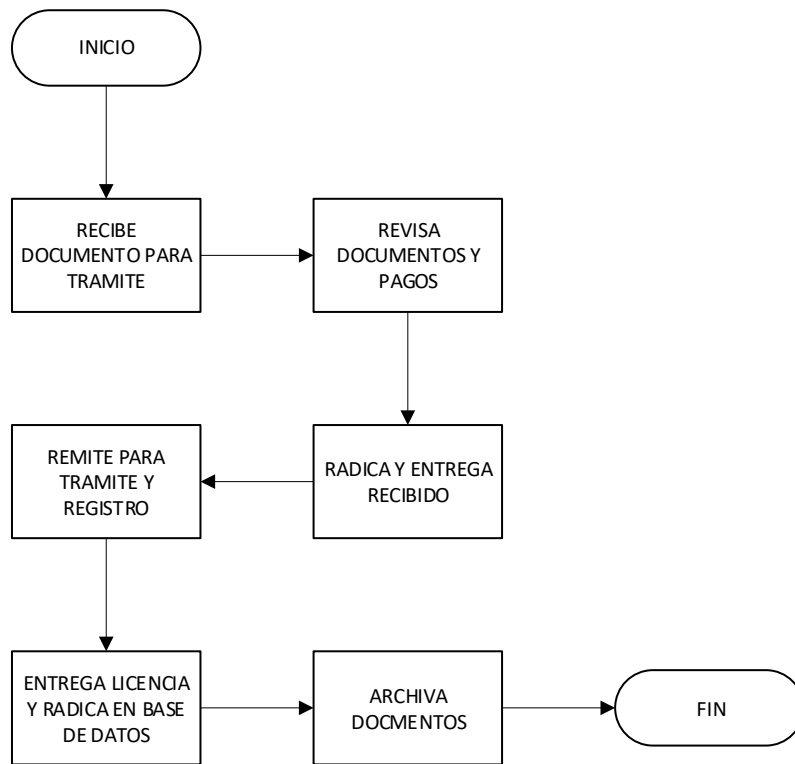 INICIO
RECIBE
DOCUMENTO PARA
TRAMITE
REVISA
DOCUMENTOS Y
PAGOS
RADICA Y ENTREGA
RECIBIDO
REMITE PARA
TRAMITE Y
REGISTRO
ENTREGA LICENCIA
Y RADICA EN BASE
DE DATOS
ARCHIVA
DOCMENTOS
FIN